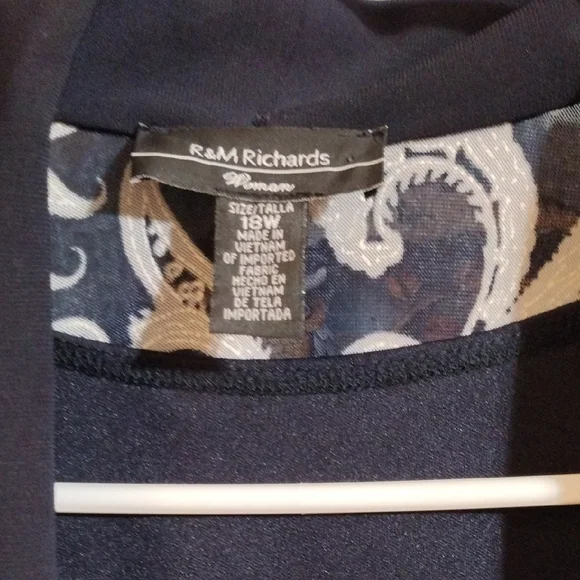 R&M Richards
Woman
SIZE/TALLA
18W
MADE IN
VIETNAM
OF IMPORTED
FABRIC
HECHO EN
VIETNAM
DE TELA
IMPORTADA